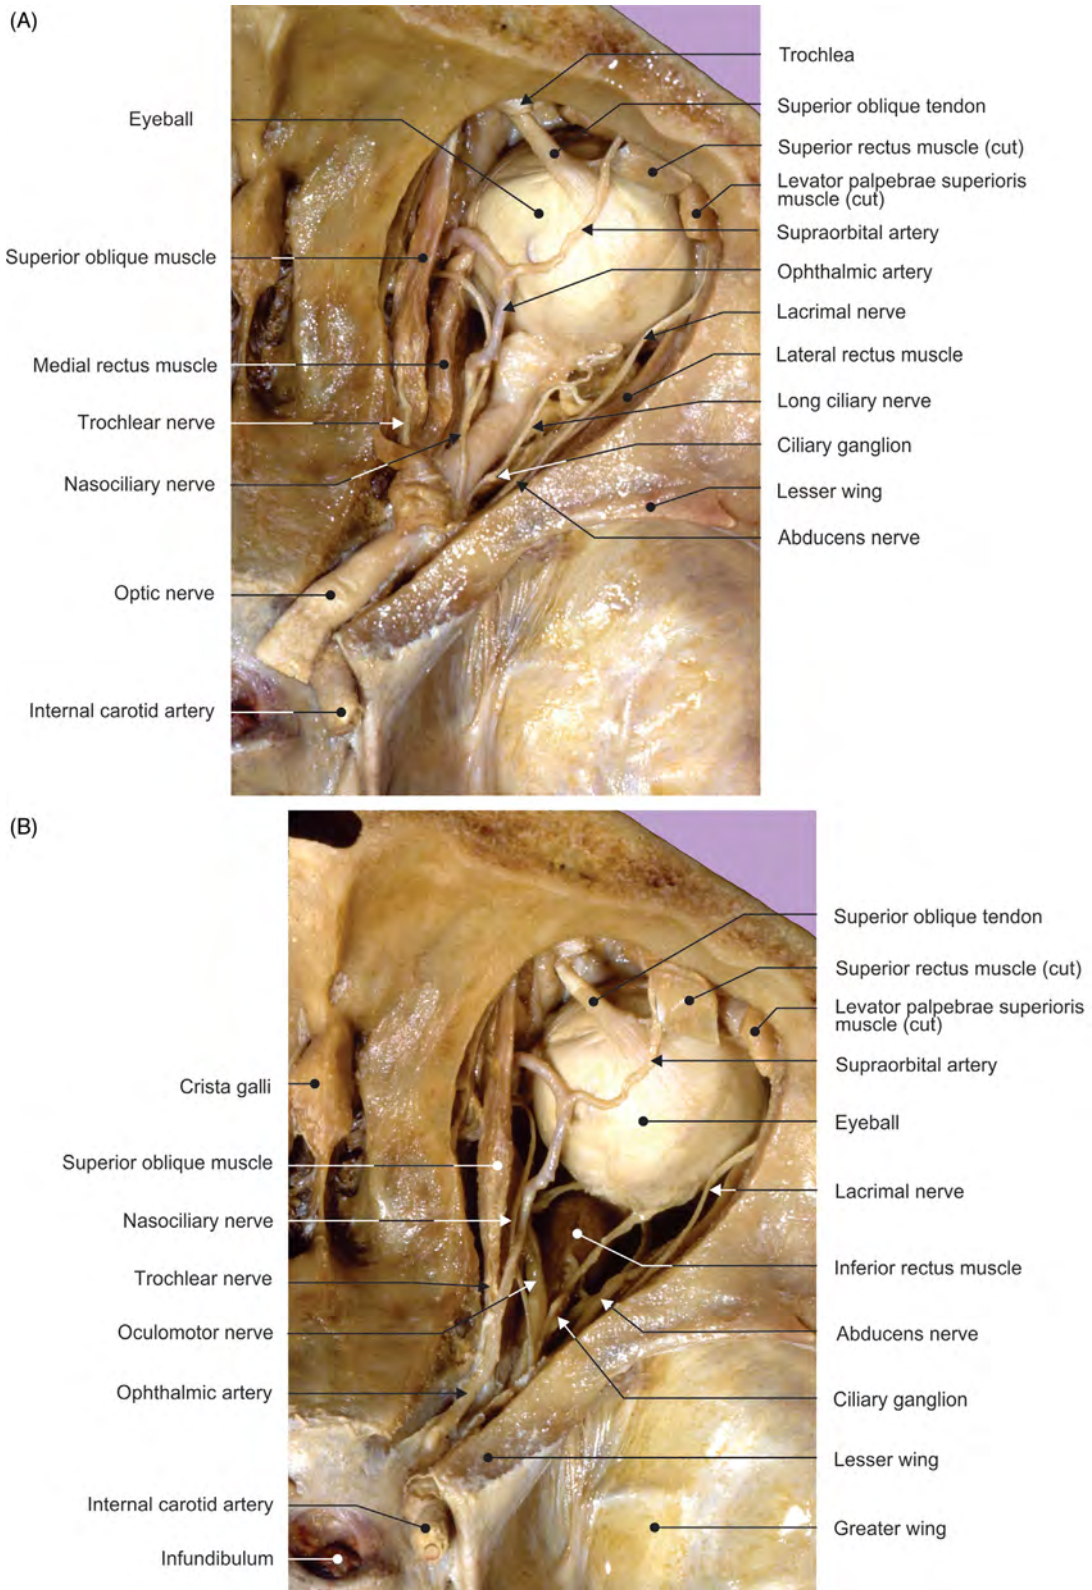 (A)
Eyeball
Superior oblique muscle
Medial rectus muscle
Trochlear nerve
Nasociliary nerve
Optic nerve
Internal carotid artery
Trochlea
Superior oblique tendon
Superior rectus muscle (cut)
Levator palpebrae superioris
muscle (cut)
Supraorbital artery
Ophthalmic artery
Lacrimal nerve
Lateral rectus muscle
Long ciliary nerve
Ciliary ganglion
Lesser wing
Abducens nerve
(B)
Crista galli
Superior oblique muscle
Nasociliary nerve
Trochlear nerve
Oculomotor nerve
Ophthalmic artery
Internal carotid artery
Infundibulum
Superior oblique tendon
Superior rectus muscle (cut)
Levator palpebrae superioris
muscle (cut)
Supraorbital artery
Eyeball
Lacrimal nerve
Inferior rectus muscle
Abducens nerve
Ciliary ganglion
Lesser wing
Greater wing